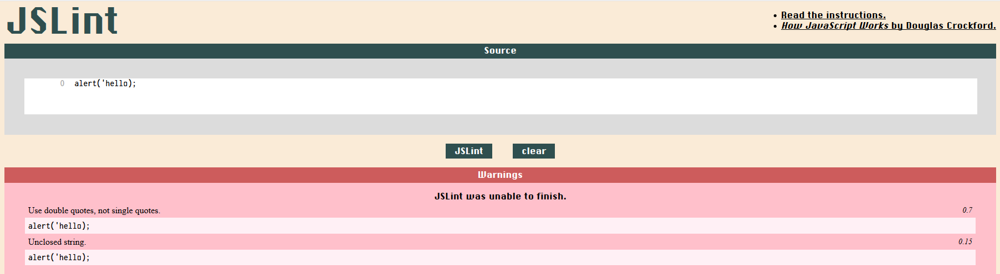 JSLint
• Read the instructions.
• How JavaScript Works by Douglas Crockford.
Source
0 alert('hello);
JSLint clear
Warnings
JSLint was unable to finish.
Use double quotes, not single quotes. 0.7
alert('hello);
Unclosed string. 0.15
alert('hello);